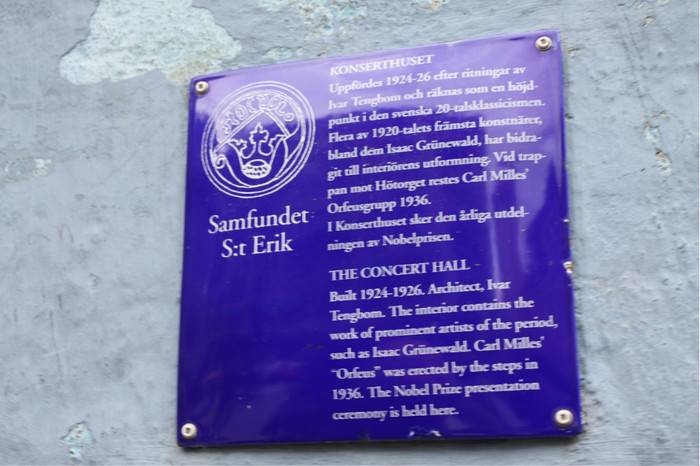 Samfundet
S:t Erik
KONSERTHUSET
Uppfördes 1924-26 efter ritningar av
Ivar Tengbom och räknas som en höjd-
punkt i den svenska 20-talsklassicismen.
Flera av 1920-talets främsta konstnärer,
bland dem Isaac Grünewald, har bidra-
git till interiörens utformning. Vid trap-
pan mot Hötorget restes Carl Milles'
Orfeusgrupp 1936.
I Konserthuset sker den årliga utdel-
ningen av Nobelprisen.
THE CONCERT HALL
Built 1924-1926. Architect, Ivar
Tengbom. The interior contains the
work of prominent artists of the period,
such as Isaac Grünewald. Carl Milles'
"Orfeus" was erected by the steps in
1936. The Nobel Prize presentation
ceremony is held here.